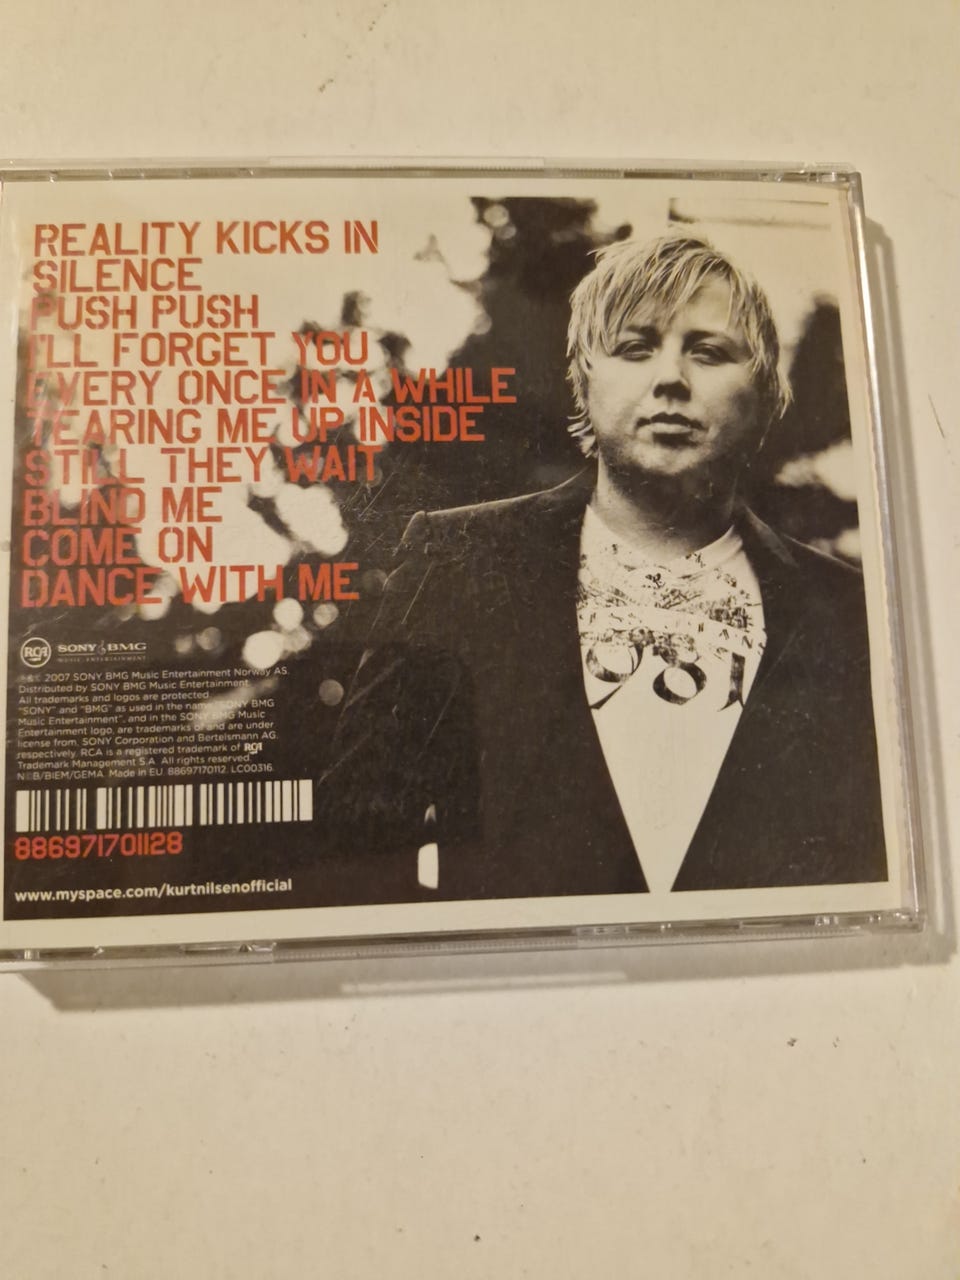 REALITY KICKS IN
SILENCE
PUSH PUSH
I'LL FORGET YOU
EVERY ONCE IN A WHILE
TEARING ME UP INSIDE
STILL THEY WAIT
BLIND ME
COME ON
DANCE WITH ME
RCA SONY BMG
MUSIC ENTERTAINMENT
℗ & © 2007 SONY BMG Music Entertainment Norway AS.
Distributed by SONY BMG Music Entertainment.
All trademarks and logos are protected.
"SONY" and "BMG" as used in the name "SONY BMG
Music Entertainment", and in the SONY BMG Music
Entertainment logo, are trademarks of and are under
license from, SONY Corporation and Bertelsmann AG,
respectively. RCA is a registered trademark of RCA
Trademark Management S.A. All rights reserved.
N©B/BIEM/GEMA. Made in EU. 88697170112. LC00316.
886971701128
www.myspace.com/kurtnilsenofficial